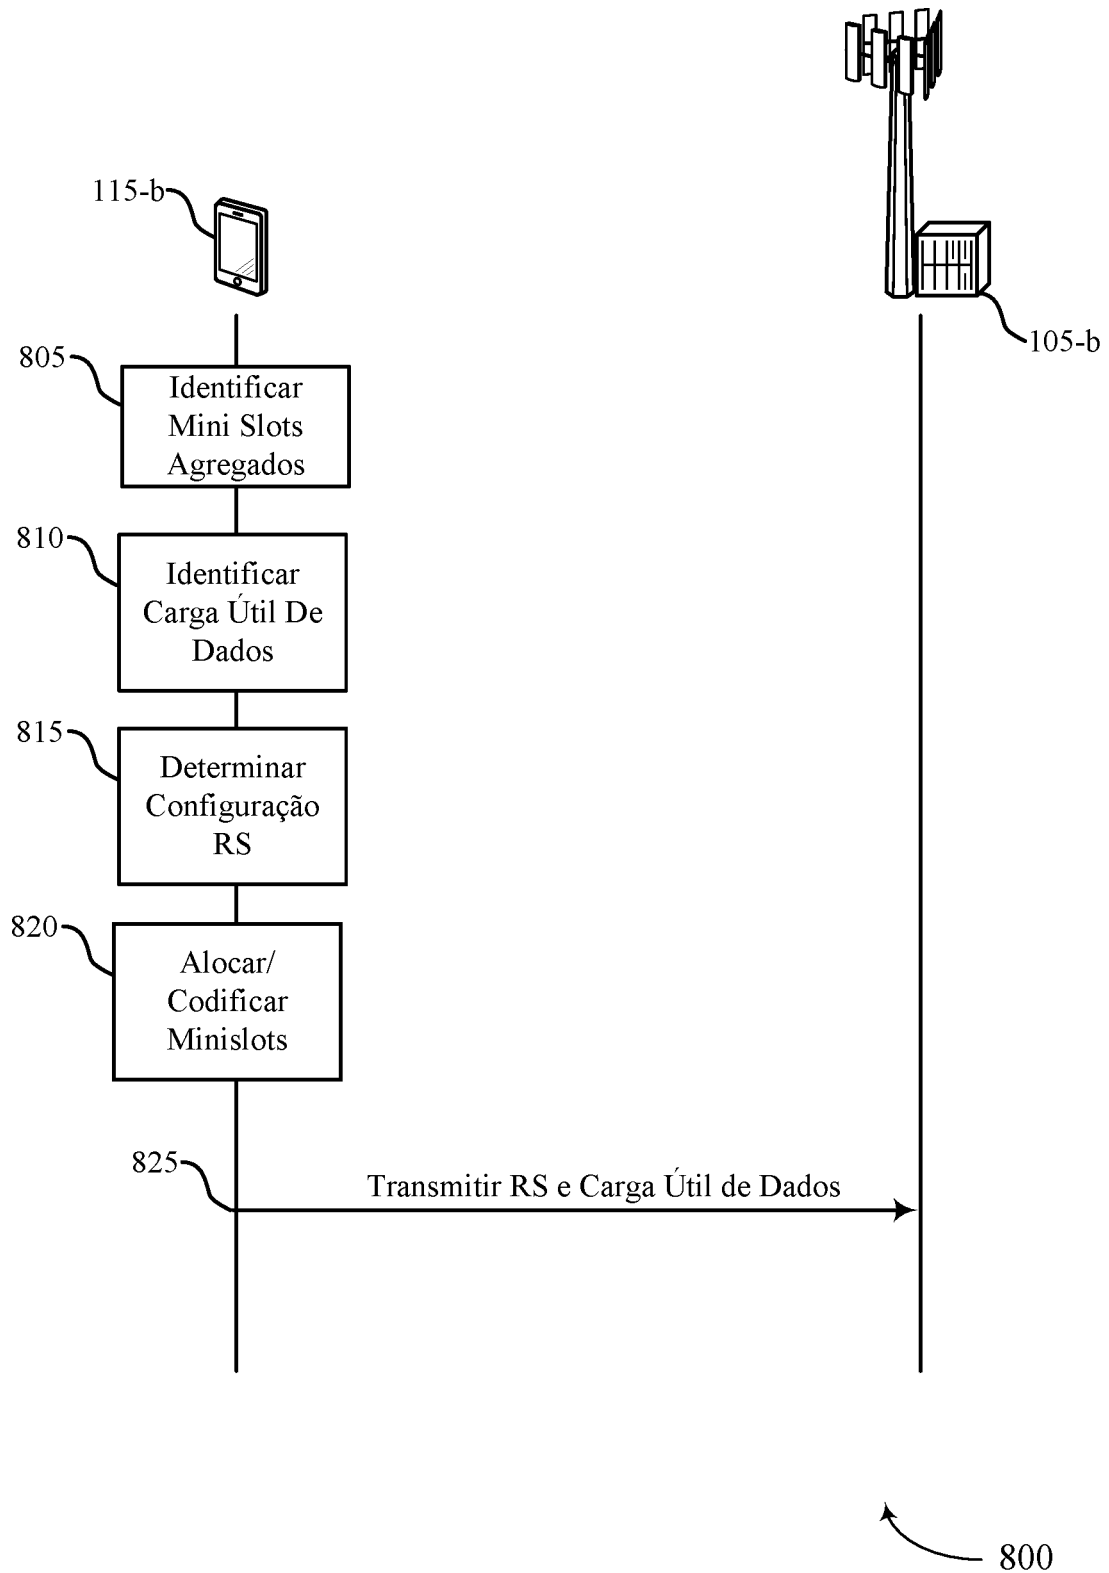 115-b
105-b
805
Identificar
Mini Slots
Agregados
810
Identificar
Carga Útil De
Dados
815
Determinar
Configuração
RS
820
Alocar/
Codificar
Minislots
825
Transmitir RS e Carga Útil de Dados
800